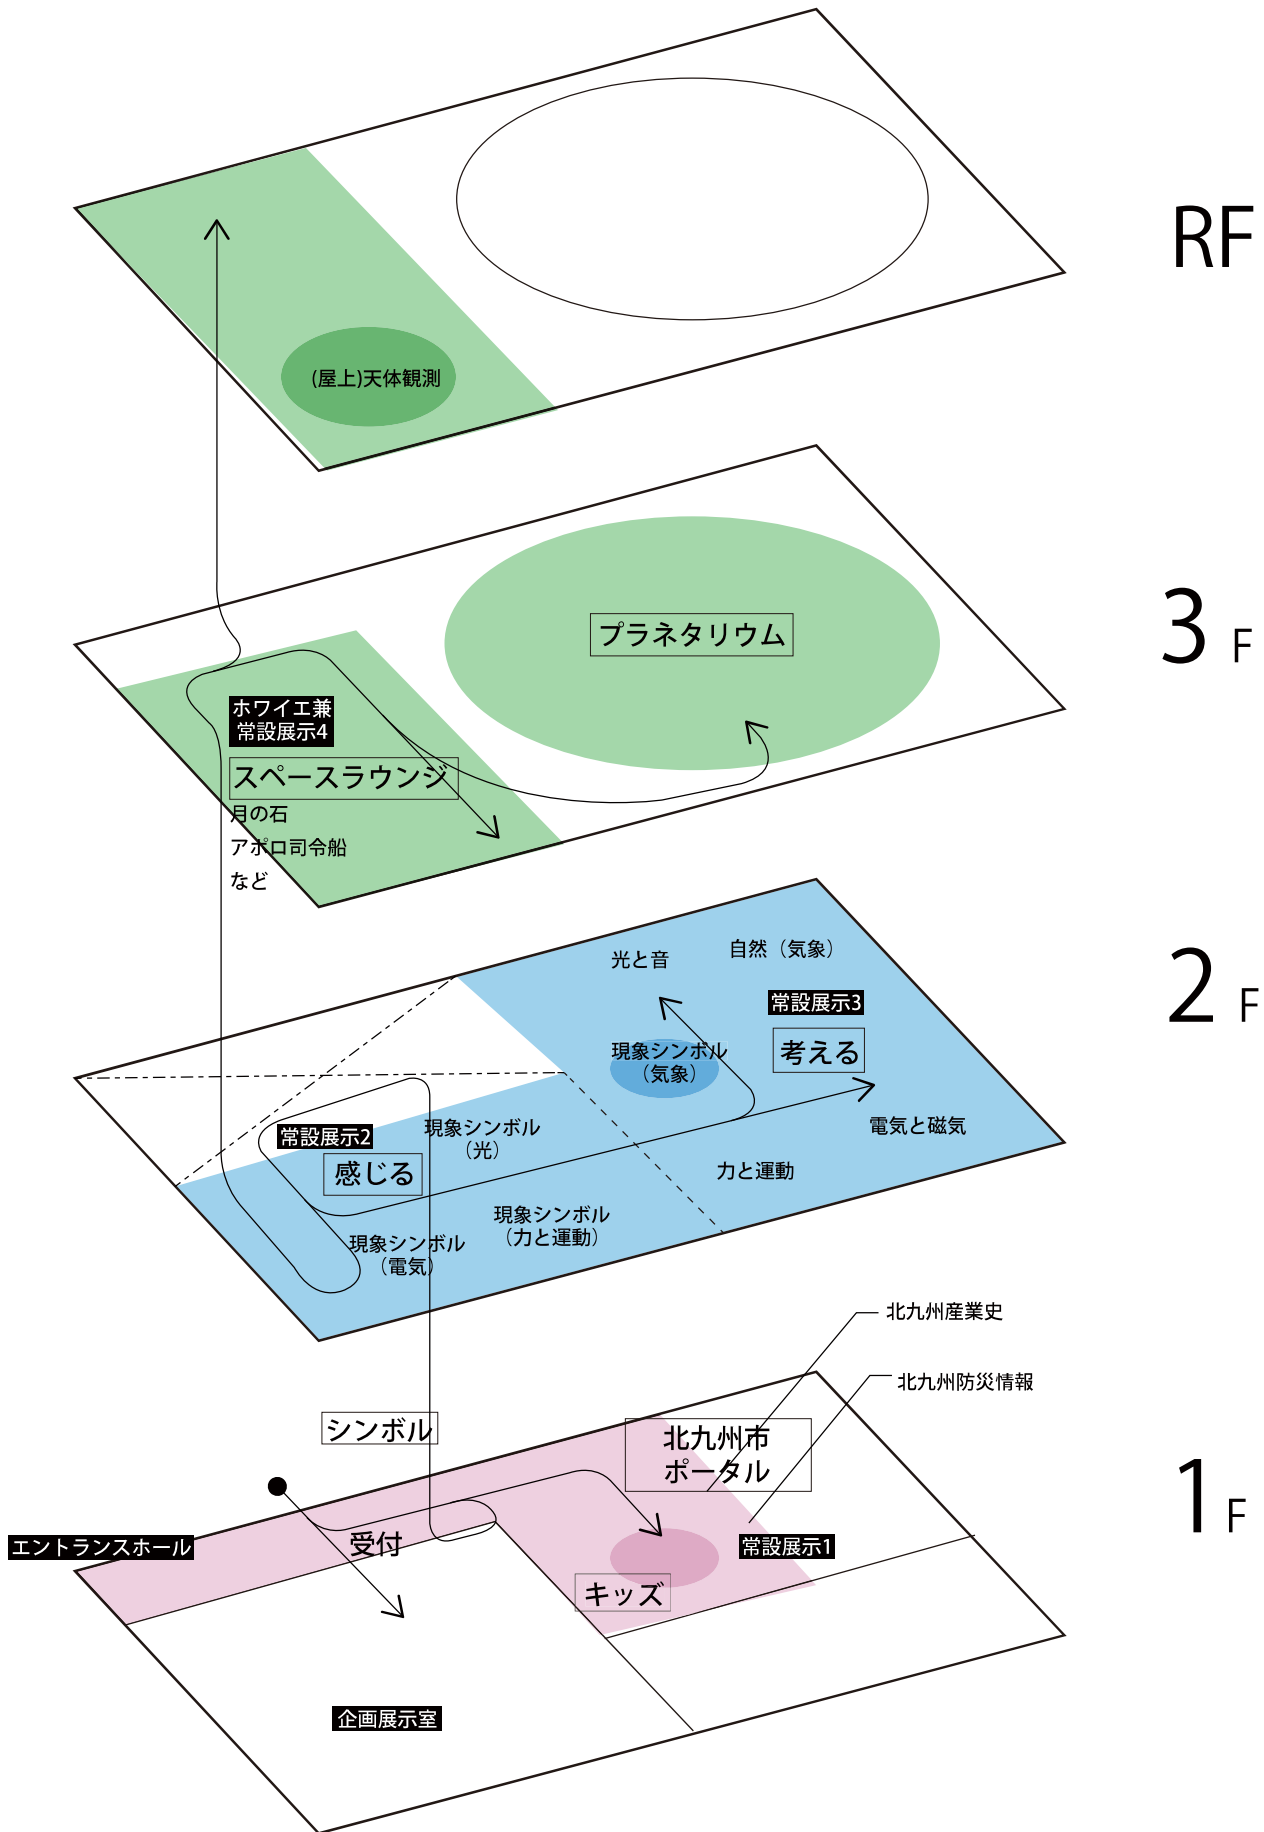 RF
(屋上)天体観測
3 F
プラネタリウム
ホワイエ兼
常設展示4
スペースラウンジ
月の石
アポロ司令船
など
2 F
光と音
自然（気象）
常設展示3
考える
現象シンボル
（気象）
電気と磁気
力と運動
常設展示2
感じる
現象シンボル
（光）
現象シンボル
（力と運動）
現象シンボル
（電気）
1 F
北九州産業史
北九州防災情報
シンボル
北九州市
ポータル
エントランスホール
受付
常設展示1
キッズ
企画展示室